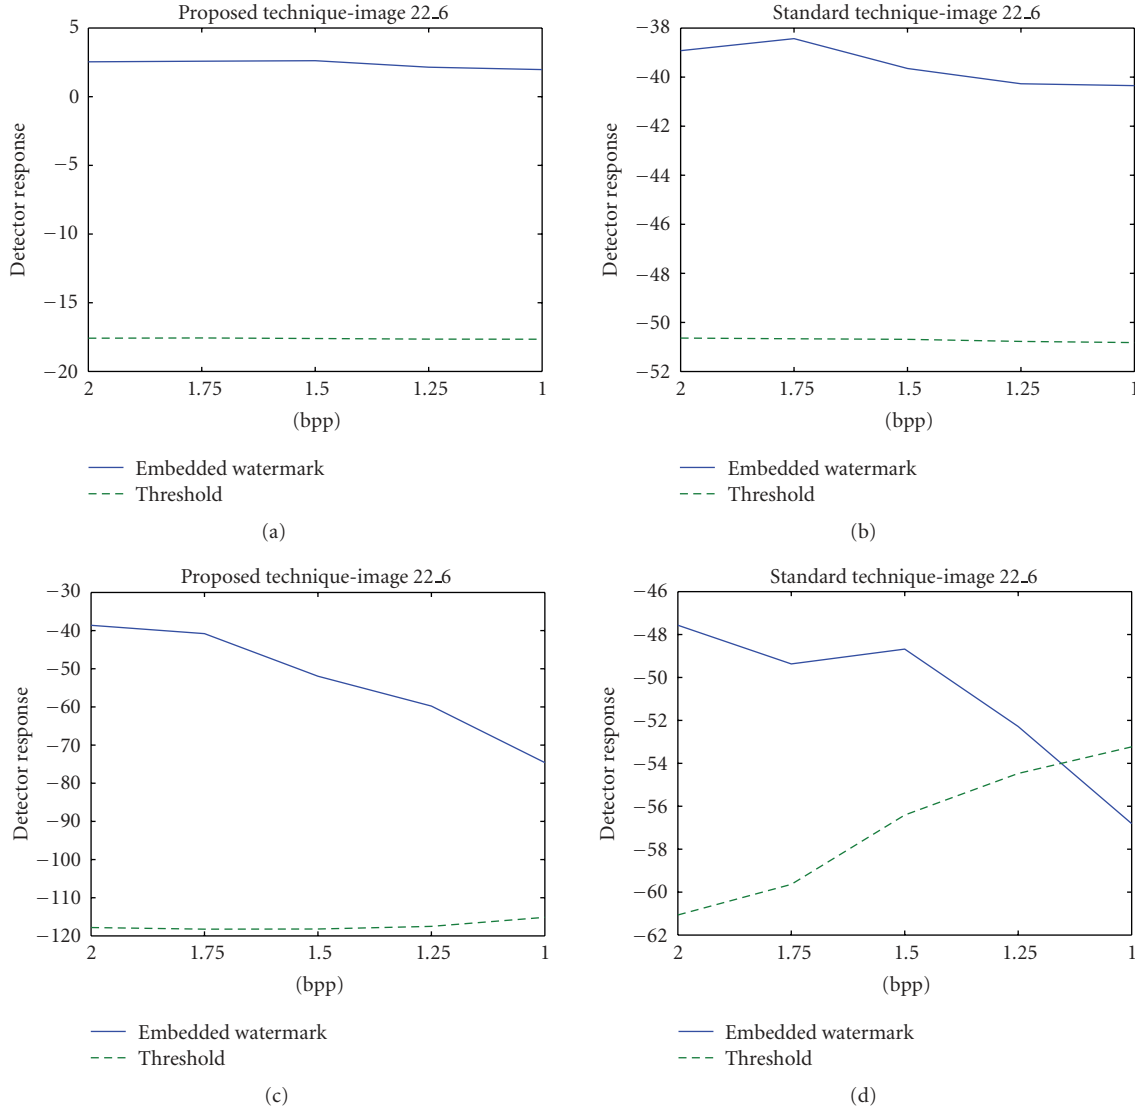 Proposed technique-image 22_6
5
0
−5
−10
−15
−20
Detector response
2 1.75 1.5 1.25 1
(bpp)
Embedded watermark
Threshold
(a)
Standard technique-image 22_6
−38
−40
−42
−44
−46
−48
−50
−52
Detector response
2 1.75 1.5 1.25 1
(bpp)
Embedded watermark
Threshold
(b)
Proposed technique-image 22_6
−30
−40
−50
−60
−70
−80
−90
−100
−110
−120
Detector response
2 1.75 1.5 1.25 1
(bpp)
Embedded watermark
Threshold
(c)
Standard technique-image 22_6
−46
−48
−50
−52
−54
−56
−58
−60
−62
Detector response
2 1.75 1.5 1.25 1
(bpp)
Embedded watermark
Threshold
(d)